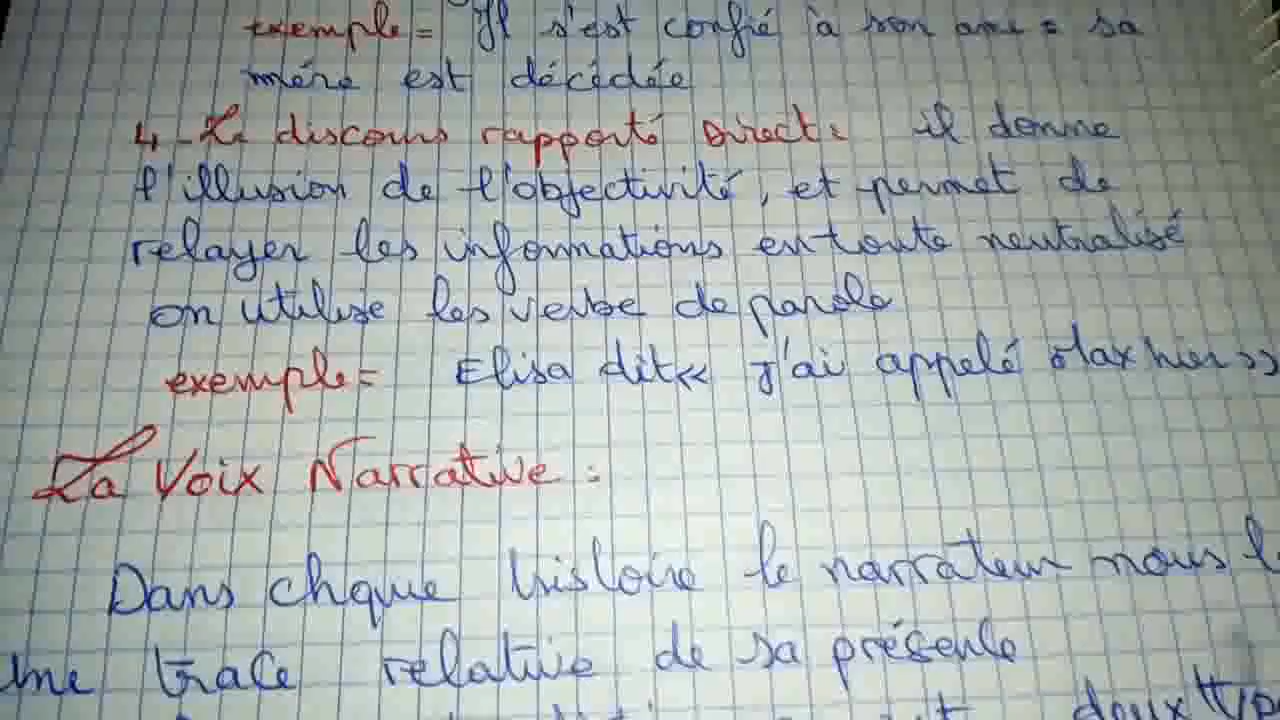 exemple = Il s'est confié à son ami = sa
mère est décédée
4 - Le discours rapporté Direct : il donne
l'illusion de l'objectivité, et permet de
relayer les informations en toute neutralisé
on utilise les verbe de parole
exemple = Elisa dit « J'ai appelé Max hier »
La Voix Narrative :
Dans chque histoire le narrateur nous l
une trace relative de sa présente
deux